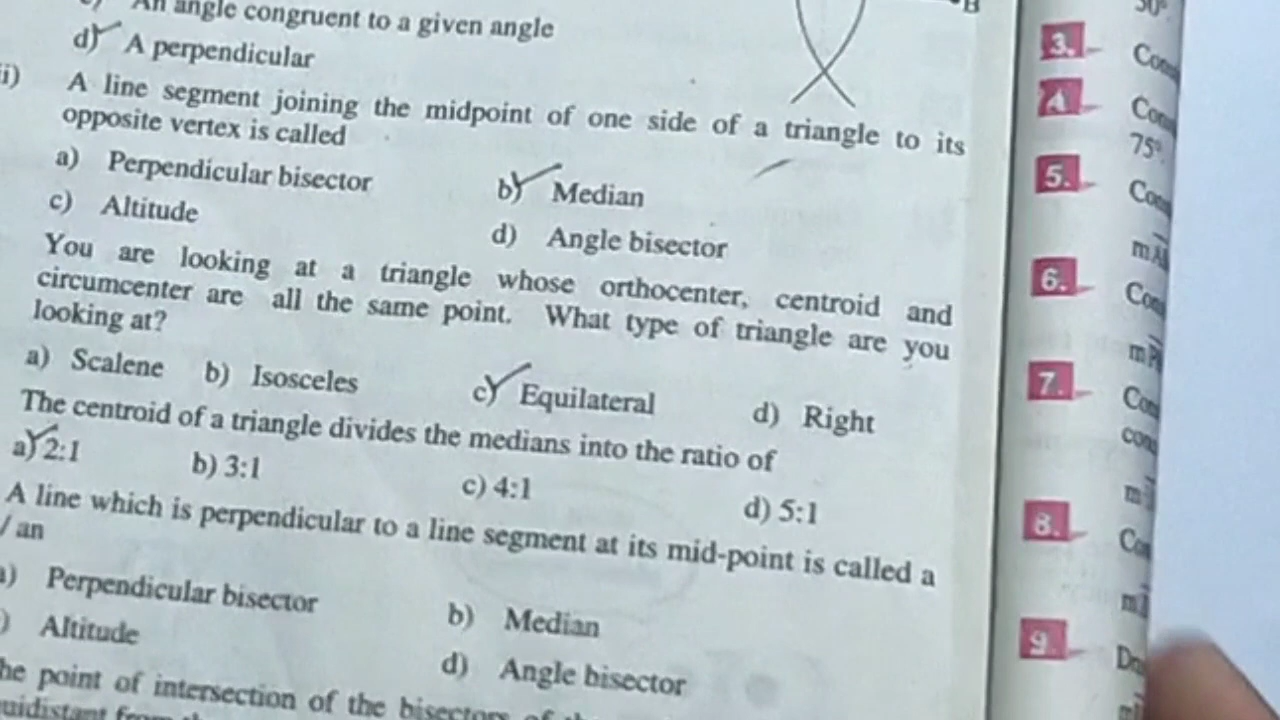 An angle congruent to a given angle
d) A perpendicular
A line segment joining the midpoint of one side of a triangle to its
opposite vertex is called
a) Perpendicular bisector
b) Median
c) Altitude
d) Angle bisector
You are looking at a triangle whose orthocenter, centroid and
circumcenter are all the same point. What type of triangle are you
looking at?
a) Scalene b) Isosceles c) Equilateral d) Right
The centroid of a triangle divides the medians into the ratio of
a) 2:1 b) 3:1 c) 4:1 d) 5:1
A line which is perpendicular to a line segment at its mid-point is called a
/ an
Perpendicular bisector
b) Median
Altitude
d) Angle bisector
point of intersection of the bisectors
B
3.
4.
75°
5.
6.
7.
8.
9.